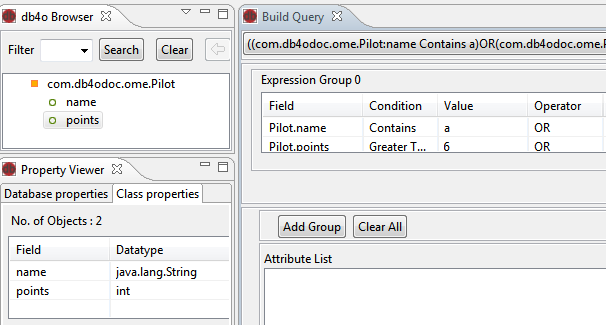 db4o Browser
Filter Search Clear
com.db4odoc.ome.Pilot
name
points
Property Viewer
Database properties Class properties
No. of Objects : 2
Field Datatype
name java.lang.String
points int
Build Query
((com.db4odoc.ome.Pilot:name Contains a)OR(com.db4odoc.ome.F
Expression Group 0
Field Condition Value Operator
Pilot.name Contains a OR
Pilot.points Greater T... 6 OR
Add Group Clear All
Attribute List